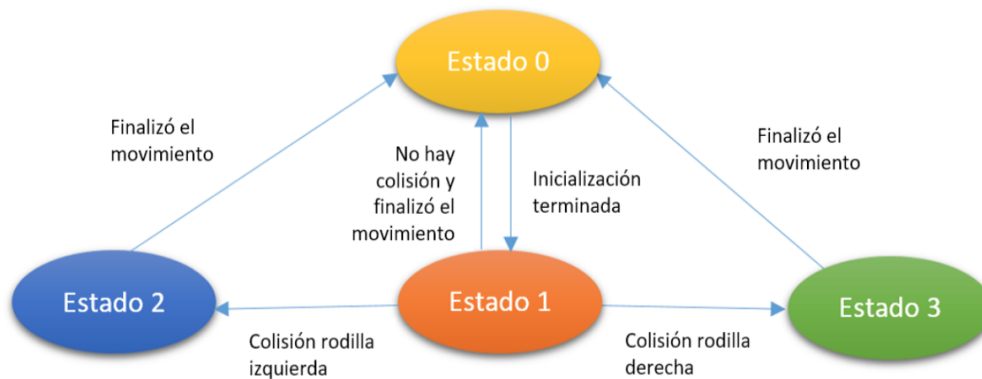 Estado 0
Finalizó el
movimiento
No hay
colisión y
finalizó el
movimiento
Inicialización
terminada
Finalizó el
movimiento
Estado 2
Estado 1
Estado 3
Colisión rodilla
izquierda
Colisión rodilla
derecha